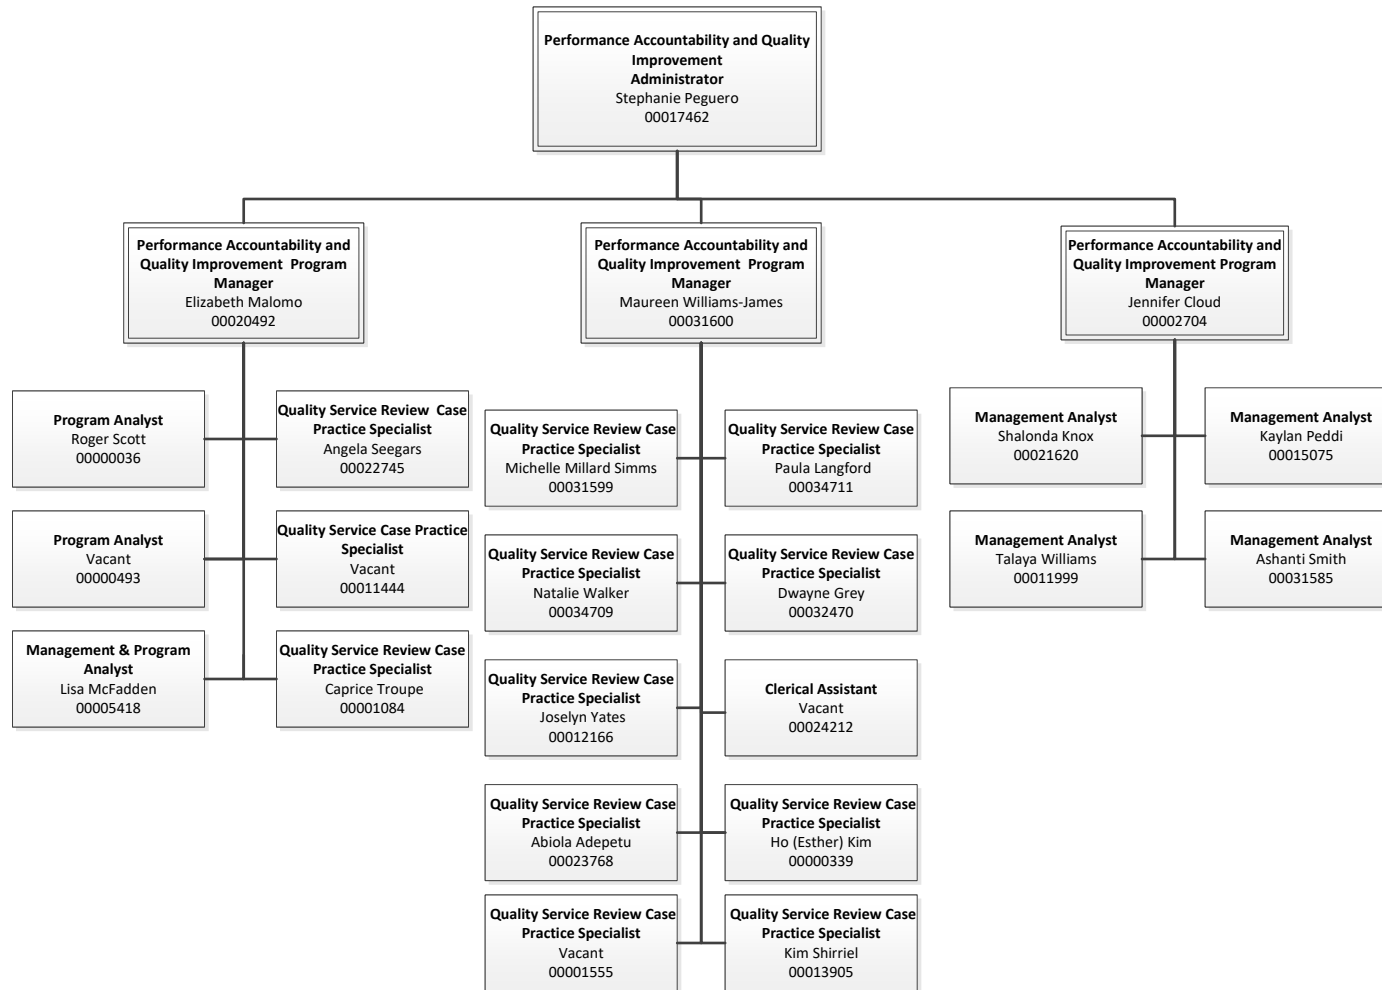 Performance Accountability and Quality
Improvement
Administrator
Stephanie Peguero
00017462
Performance Accountability and
Quality Improvement Program
Manager
Elizabeth Malomo
00020492
Performance Accountability and
Quality Improvement Program
Manager
Maureen Williams-James
00031600
Performance Accountability and
Quality Improvement Program
Manager
Jennifer Cloud
00002704
Program Analyst
Roger Scott
00000036
Quality Service Review Case
Practice Specialist
Angela Seegars
00022745
Program Analyst
Vacant
00000493
Quality Service Case Practice
Specialist
Vacant
00011444
Management & Program
Analyst
Lisa McFadden
00005418
Quality Service Review Case
Practice Specialist
Caprice Troupe
00001084
Quality Service Review Case
Practice Specialist
Michelle Millard Simms
00031599
Quality Service Review Case
Practice Specialist
Paula Langford
00034711
Quality Service Review Case
Practice Specialist
Natalie Walker
00034709
Quality Service Review Case
Practice Specialist
Dwayne Grey
00032470
Quality Service Review Case
Practice Specialist
Joselyn Yates
00012166
Clerical Assistant
Vacant
00024212
Quality Service Review Case
Practice Specialist
Abiola Adepetu
00023768
Quality Service Review Case
Practice Specialist
Ho (Esther) Kim
00000339
Quality Service Review Case
Practice Specialist
Vacant
00001555
Quality Service Review Case
Practice Specialist
Kim Shirriel
00013905
Management Analyst
Shalonda Knox
00021620
Management Analyst
Kaylan Peddi
00015075
Management Analyst
Talaya Williams
00011999
Management Analyst
Ashanti Smith
00031585